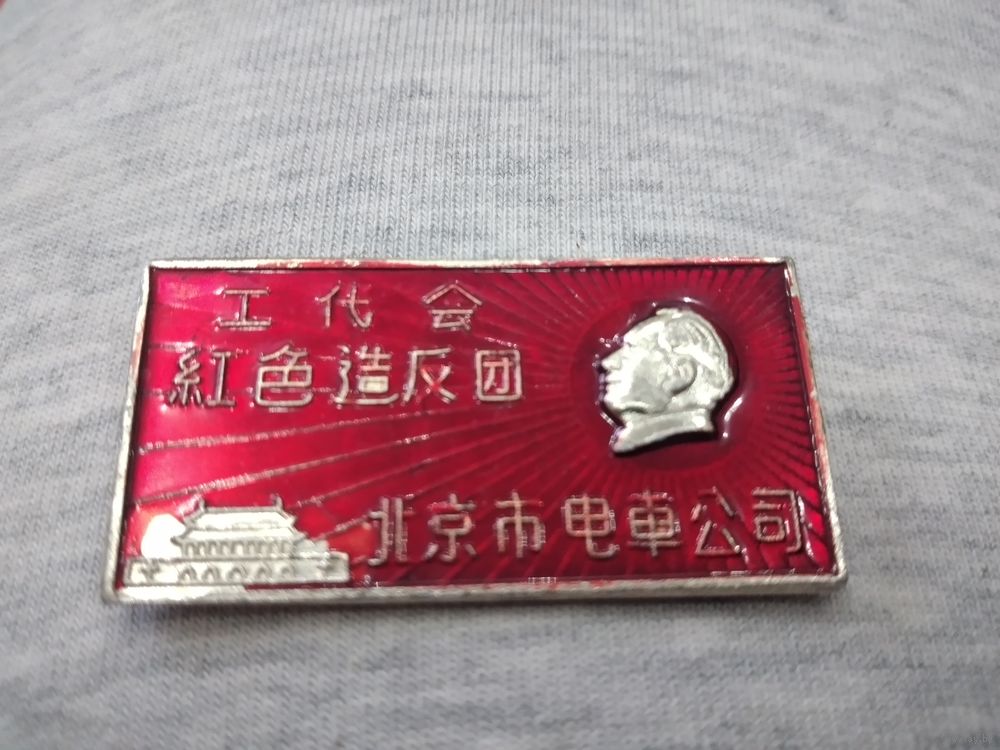 工代会
紅色造反团
北京市电車公司